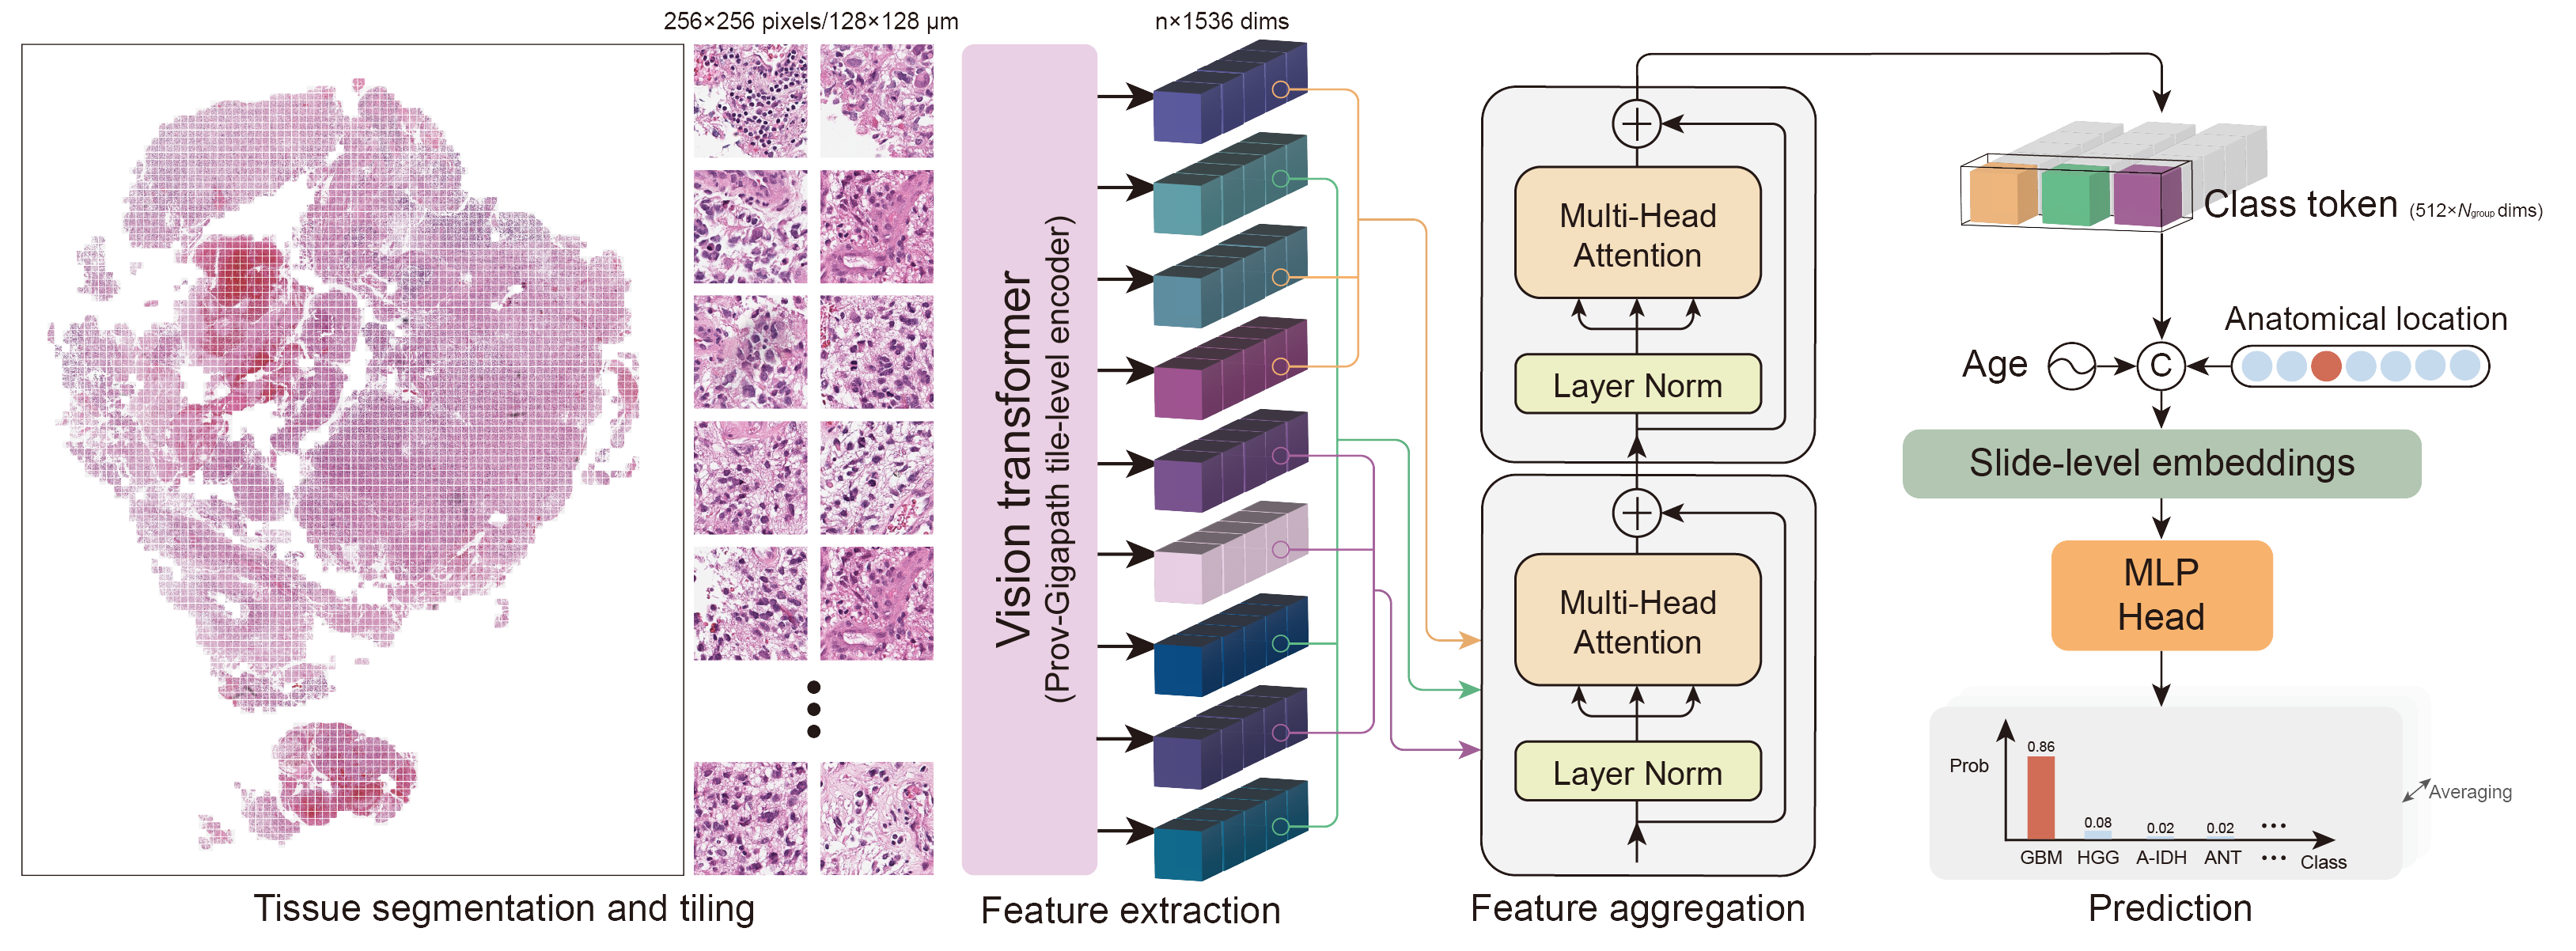 256×256 pixels/128×128 μm
n×1536 dims
Vision transformer
(Prov-Gigapath tile-level encoder)
Multi-Head
Attention
Layer Norm
Multi-Head
Attention
Layer Norm
Class token (512×Ngroup dims)
Anatomical location
Age
C
Slide-level embeddings
MLP
Head
Prob
0.86
0.08
0.02
0.02
•••
GBM
HGG
A-IDH
ANT
•••
Class
Averaging
Tissue segmentation and tiling
Feature extraction
Feature aggregation
Prediction